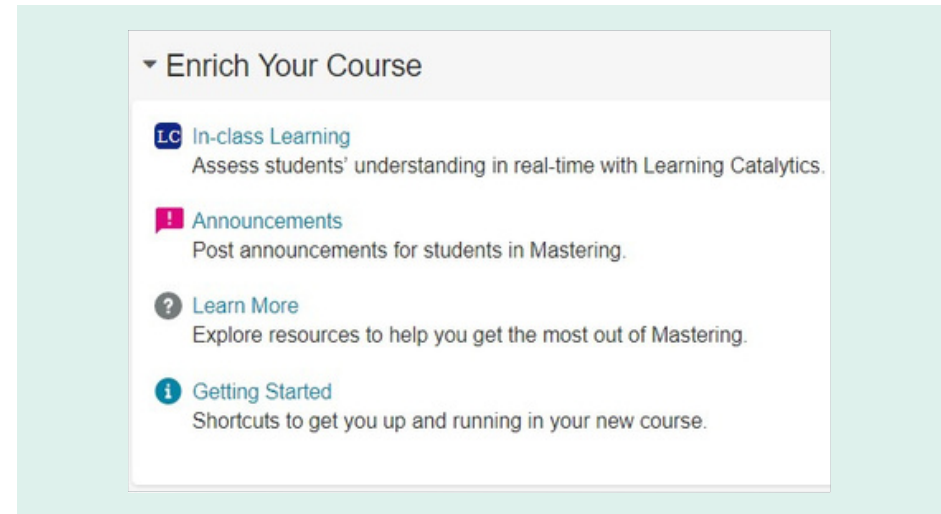 Enrich Your Course
LC In-class Learning
Assess students' understanding in real-time with Learning Catalytics.
! Announcements
Post announcements for students in Mastering.
? Learn More
Explore resources to help you get the most out of Mastering.
i Getting Started
Shortcuts to get you up and running in your new course.